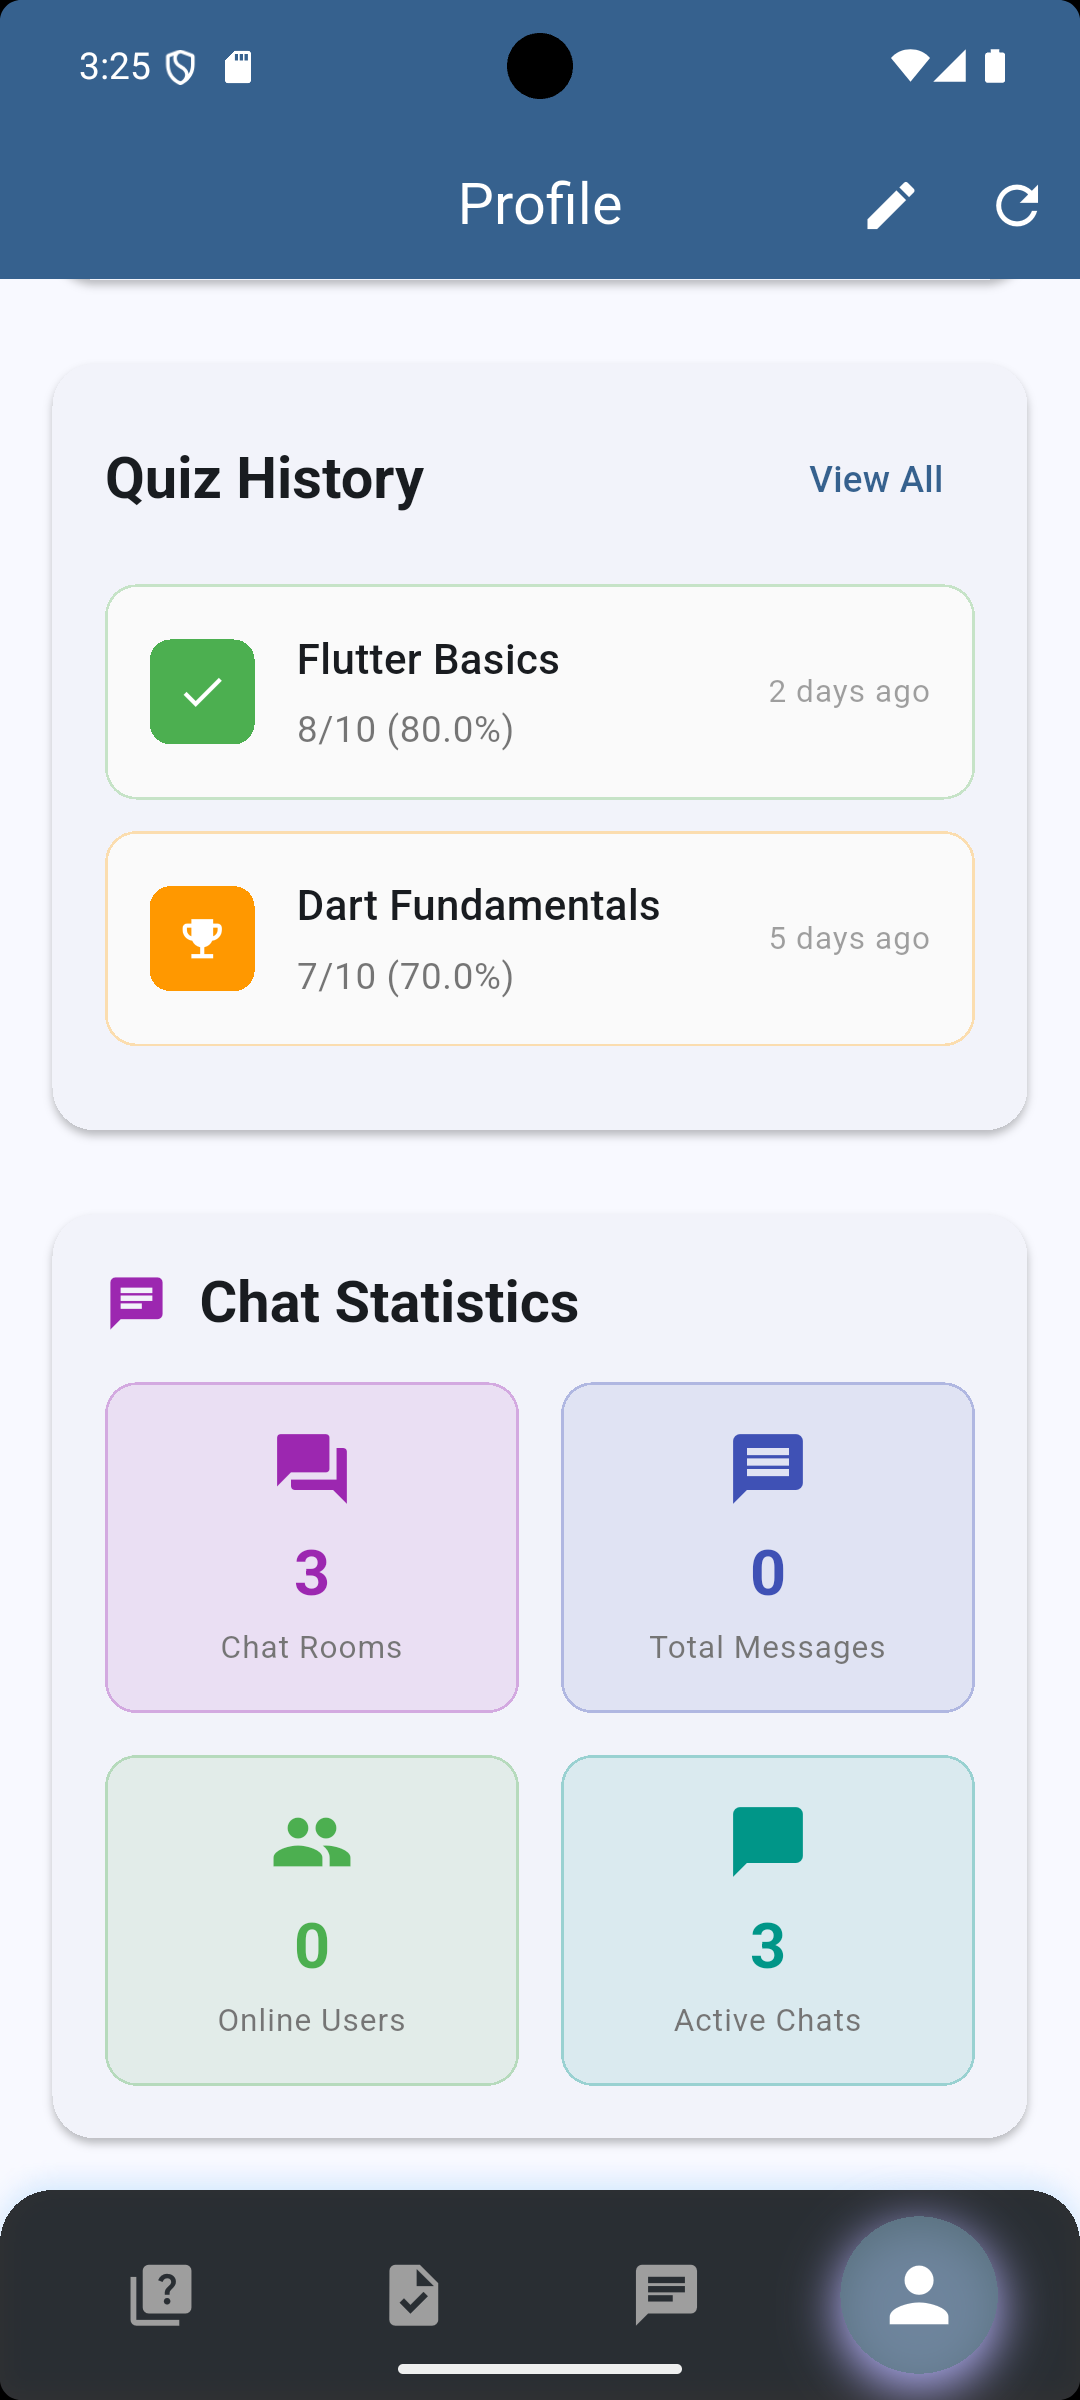 3:25
Profile
Quiz History
View All
Flutter Basics
8/10 (80.0%)
2 days ago
Dart Fundamentals
7/10 (70.0%)
5 days ago
Chat Statistics
3
Chat Rooms
0
Total Messages
0
Online Users
3
Active Chats